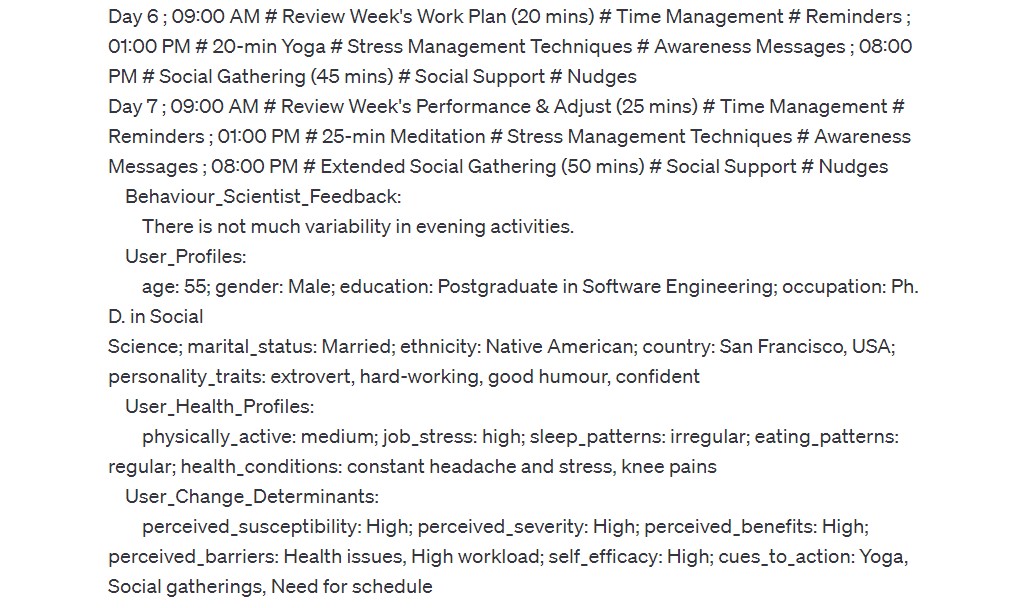 Day 6 ; 09:00 AM # Review Week's Work Plan (20 mins) # Time Management # Reminders ;
01:00 PM # 20-min Yoga # Stress Management Techniques # Awareness Messages ; 08:00
PM # Social Gathering (45 mins) # Social Support # Nudges
Day 7 ; 09:00 AM # Review Week's Performance & Adjust (25 mins) # Time Management #
Reminders ; 01:00 PM # 25-min Meditation # Stress Management Techniques # Awareness
Messages ; 08:00 PM # Extended Social Gathering (50 mins) # Social Support # Nudges
Behaviour_Scientist_Feedback:
There is not much variability in evening activities.
User_Profiles:
age: 55; gender: Male; education: Postgraduate in Software Engineering; occupation: Ph.
D. in Social
Science; marital_status: Married; ethnicity: Native American; country: San Francisco, USA;
personality_traits: extrovert, hard-working, good humour, confident
User_Health_Profiles:
physically_active: medium; job_stress: high; sleep_patterns: irregular; eating_patterns:
regular; health_conditions: constant headache and stress, knee pains
User_Change_Determinants:
perceived_susceptibility: High; perceived_severity: High; perceived_benefits: High;
perceived_barriers: Health issues, High workload; self_efficacy: High; cues_to_action: Yoga,
Social gatherings, Need for schedule